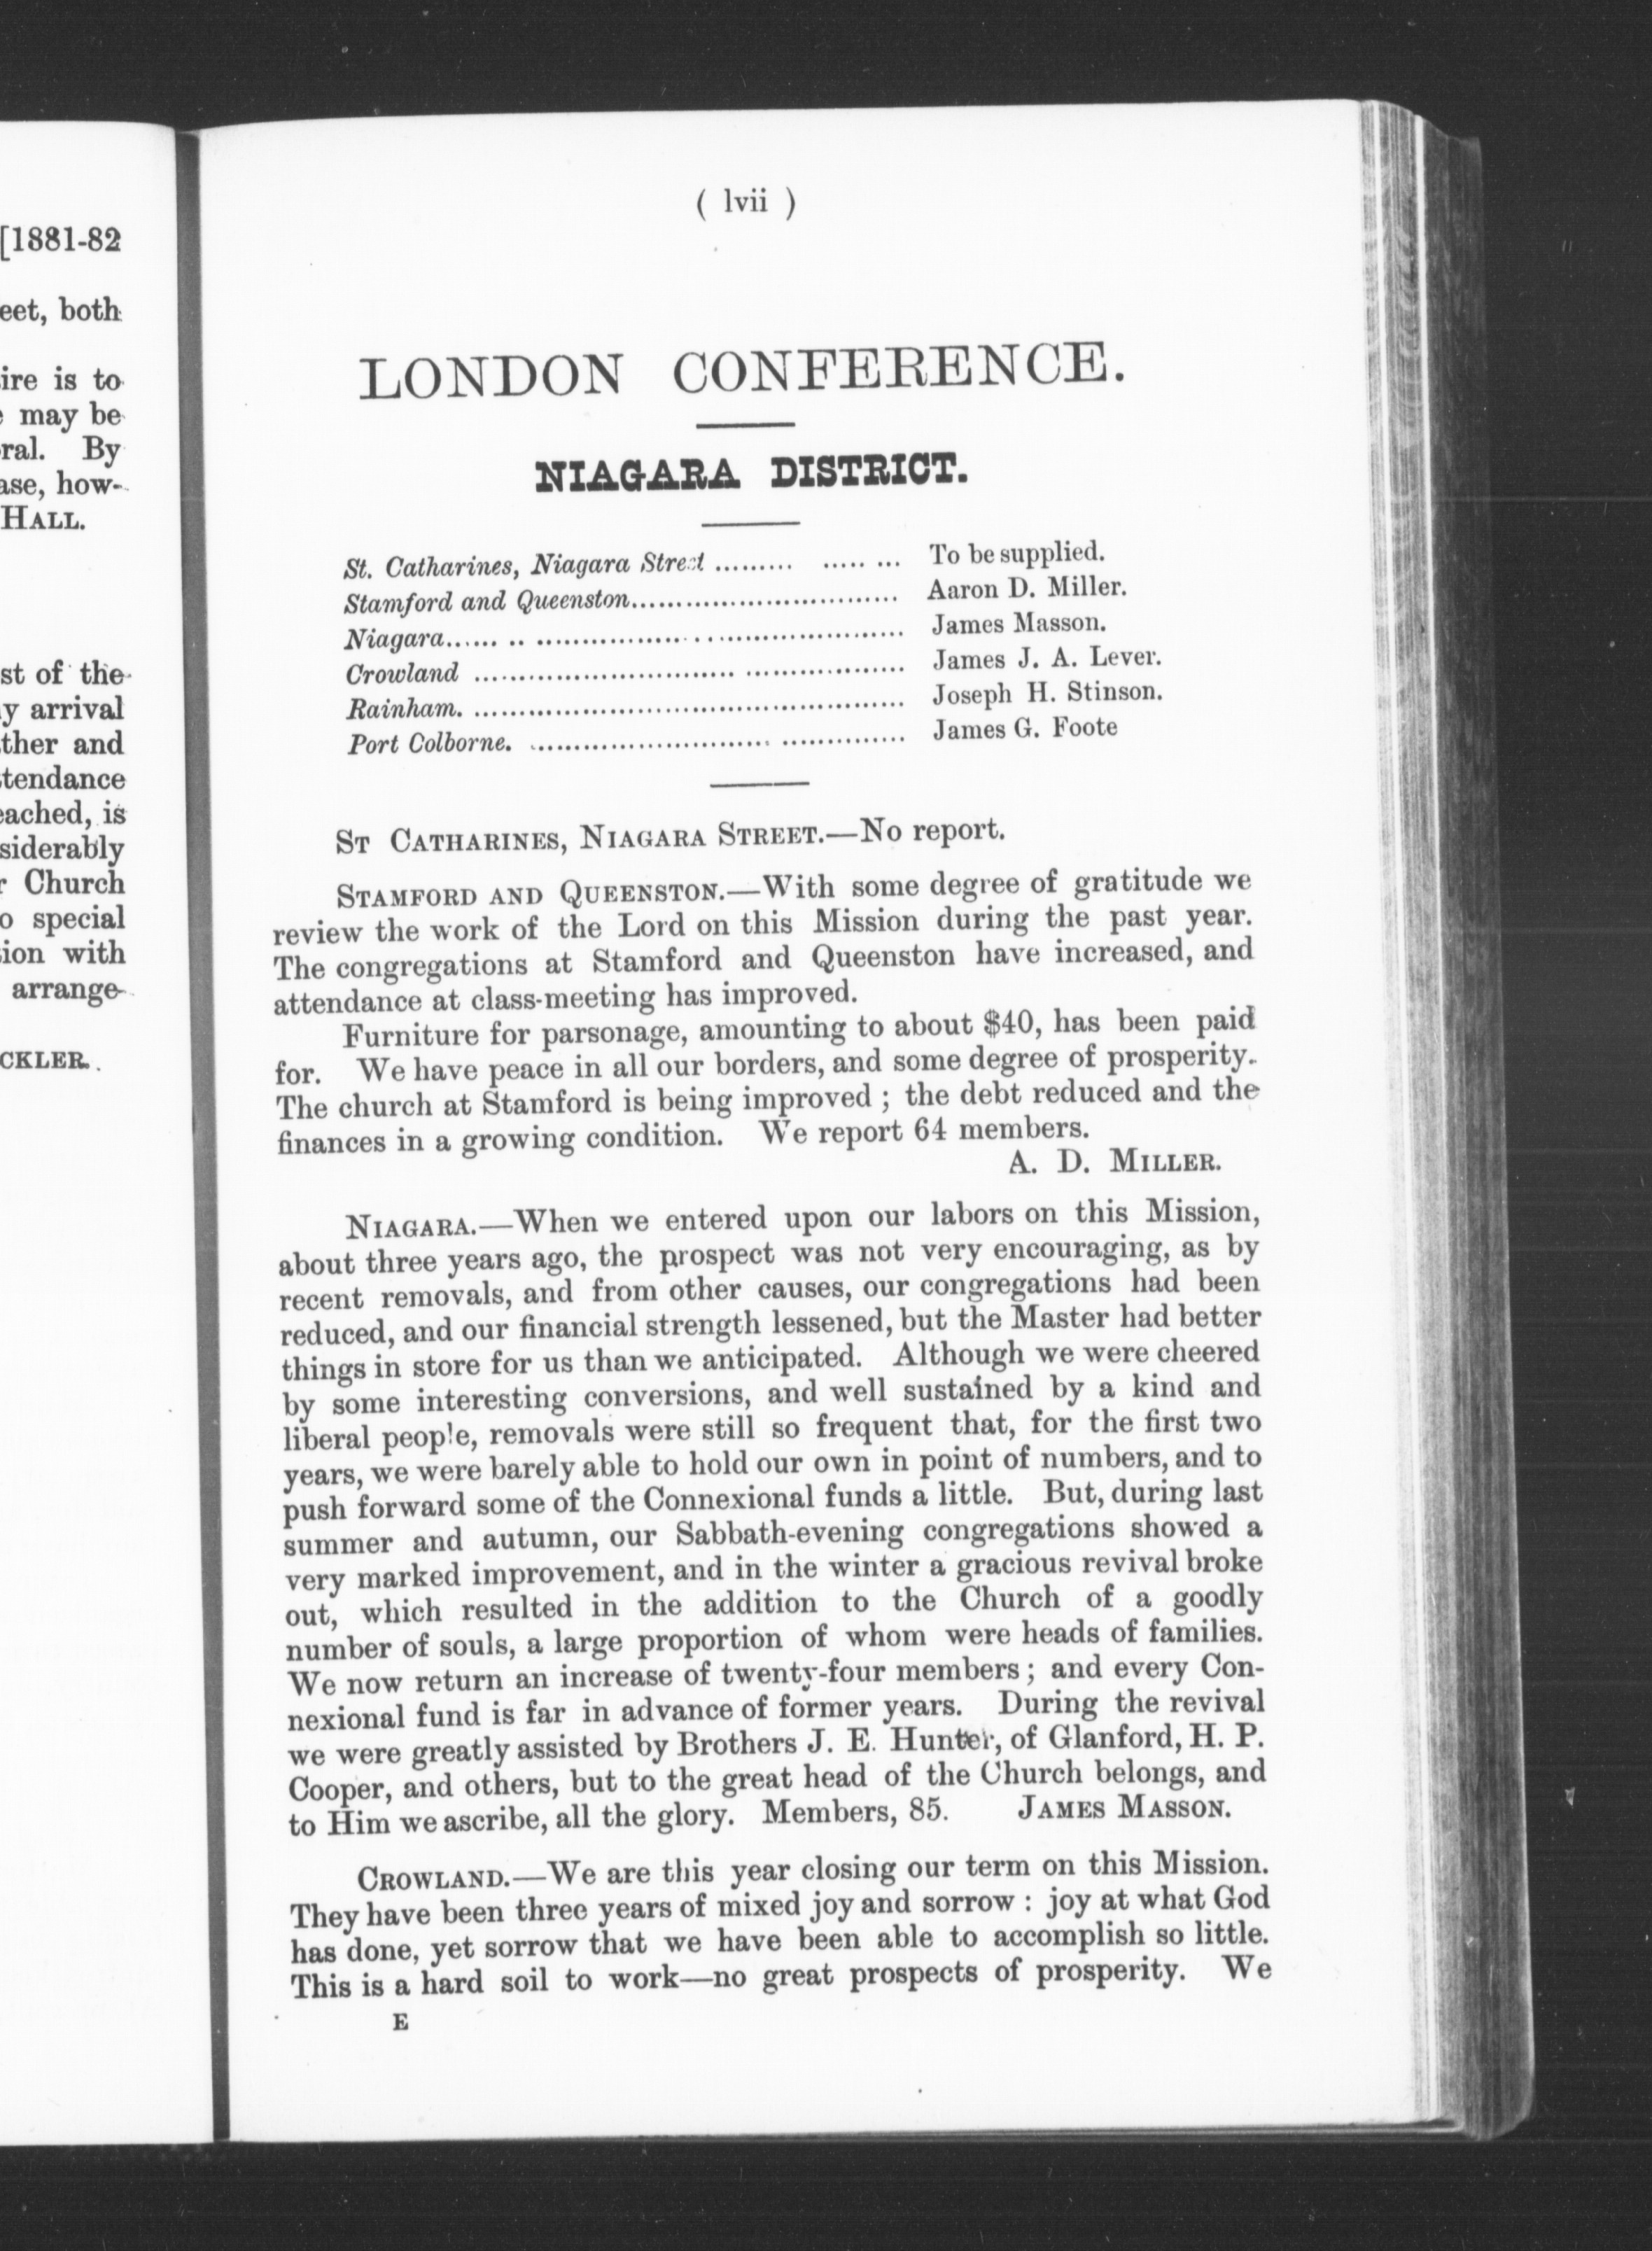 [1881-82
eet, both
ire is to
may be
ral. By
ase, how-
HALL.
st of the
y arrival
ther and
tendance
eached, is
siderably
r Church
o special
ion with
arrange-
CKLER.
( lvii )
LONDON CONFERENCE.
NIAGARA DISTRICT.
St. Catharines, Niagara Street ......... ..... ... To be supplied.
Stamford and Queenston.............................. Aaron D. Miller.
Niagara...... .. ........................................ James Masson.
Crowland ................................................ James J. A. Lever.
Rainham. ................................................ Joseph H. Stinson.
Port Colborne. .......................................... James G. Foote
ST CATHARINES, NIAGARA STREET.—No report.
STAMFORD AND QUEENSTON.—With some degree of gratitude we
review the work of the Lord on this Mission during the past year.
The congregations at Stamford and Queenston have increased, and
attendance at class-meeting has improved.
Furniture for parsonage, amounting to about $40, has been paid
for. We have peace in all our borders, and some degree of prosperity.
The church at Stamford is being improved ; the debt reduced and the
finances in a growing condition. We report 64 members.
A. D. MILLER.
NIAGARA.—When we entered upon our labors on this Mission,
about three years ago, the prospect was not very encouraging, as by
recent removals, and from other causes, our congregations had been
reduced, and our financial strength lessened, but the Master had better
things in store for us than we anticipated. Although we were cheered
by some interesting conversions, and well sustained by a kind and
liberal people, removals were still so frequent that, for the first two
years, we were barely able to hold our own in point of numbers, and to
push forward some of the Connexional funds a little. But, during last
summer and autumn, our Sabbath-evening congregations showed a
very marked improvement, and in the winter a gracious revival broke
out, which resulted in the addition to the Church of a goodly
number of souls, a large proportion of whom were heads of families.
We now return an increase of twenty-four members ; and every Con-
nexional fund is far in advance of former years. During the revival
we were greatly assisted by Brothers J. E. Hunter, of Glanford, H. P.
Cooper, and others, but to the great head of the Church belongs, and
to Him we ascribe, all the glory. Members, 85. JAMES MASSON.
CROWLAND.—We are this year closing our term on this Mission.
They have been three years of mixed joy and sorrow : joy at what God
has done, yet sorrow that we have been able to accomplish so little.
This is a hard soil to work—no great prospects of prosperity. We
E